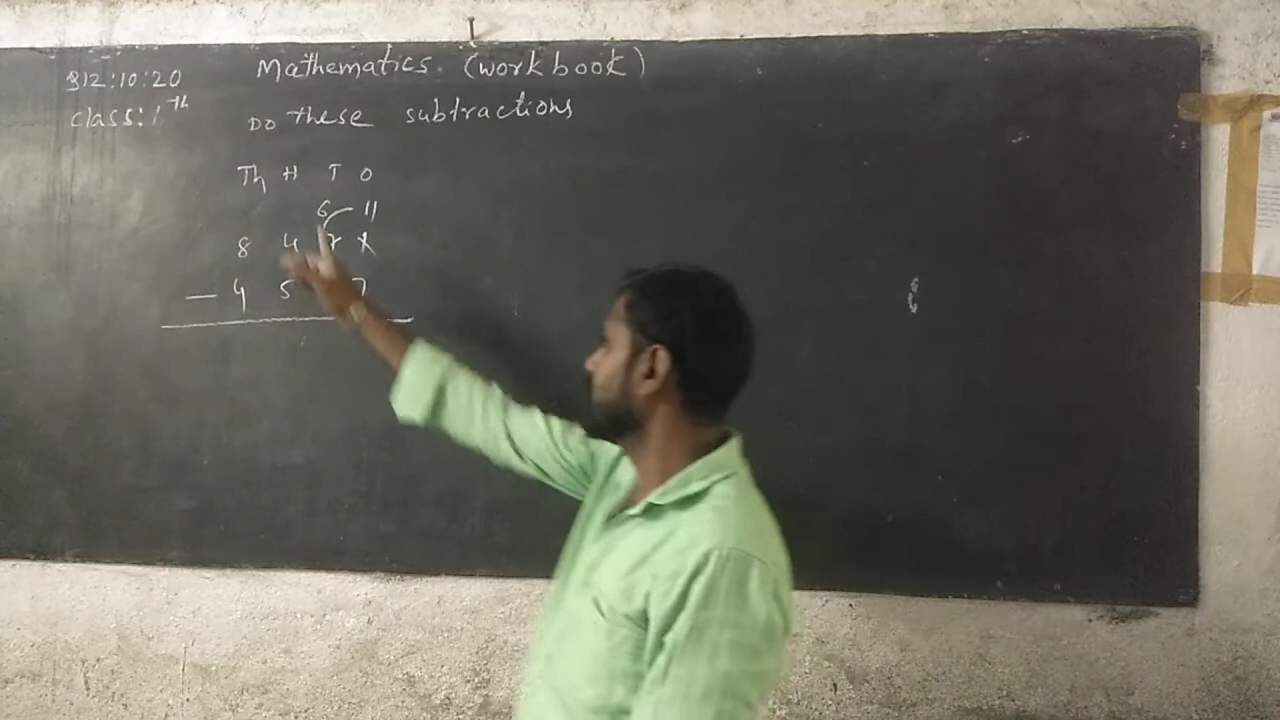 312:10:20 Mathematics. (workbook)
class: 1th Do these subtractions
Th H T O
6 11
8 4 7 1
— 4 5 7